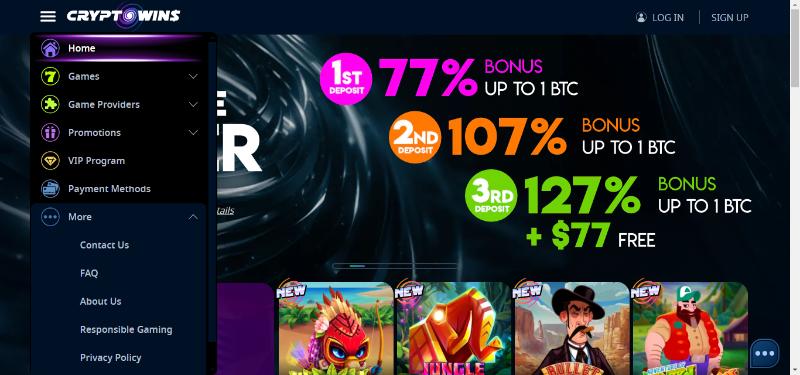 CRYPTOWINS
LOG IN
SIGN UP
Home
Games
Game Providers
Promotions
VIP Program
Payment Methods
More
Contact Us
FAQ
About Us
Responsible Gaming
Privacy Policy
1ST DEPOSIT
77%
BONUS
UP TO 1 BTC
2ND DEPOSIT
107%
BONUS
UP TO 1 BTC
3RD DEPOSIT
127%
BONUS
UP TO 1 BTC
+ $77 FREE
NEW
NEW
NEW
NEW
JUNGLE
BULLET